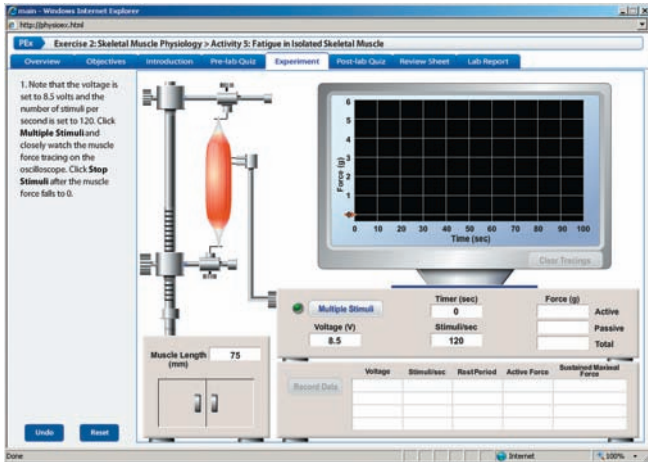 main - Windows Internet Explorer
http://physioex.html
PEx Exercise 2: Skeletal Muscle Physiology > Activity 5: Fatigue in Isolated Skeletal Muscle
Overview Objectives Introduction Pre-lab Quiz Experiment Post-lab Quiz Review Sheet Lab Report
1. Note that the voltage is
set to 8.5 volts and the
number of stimuli per
second is set to 120. Click
Multiple Stimuli and
closely watch the muscle
force tracing on the
oscilloscope. Click Stop
Stimuli after the muscle
force falls to 0.
Force (g)
6
5
4
3
2
1
0 10 20 30 40 50 60 70 80 90 100
Time (sec)
Clear Tracings
Multiple Stimuli
Timer (sec)
0
Force (g)
Active
Passive
Total
Voltage (V)
8.5
Stimuli/sec
120
Muscle Length
(mm)
75
Record Data
Voltage Stimuli/sec Rest Period Active Force Sustained Maximal
Force
Undo Reset
Done Internet 100%